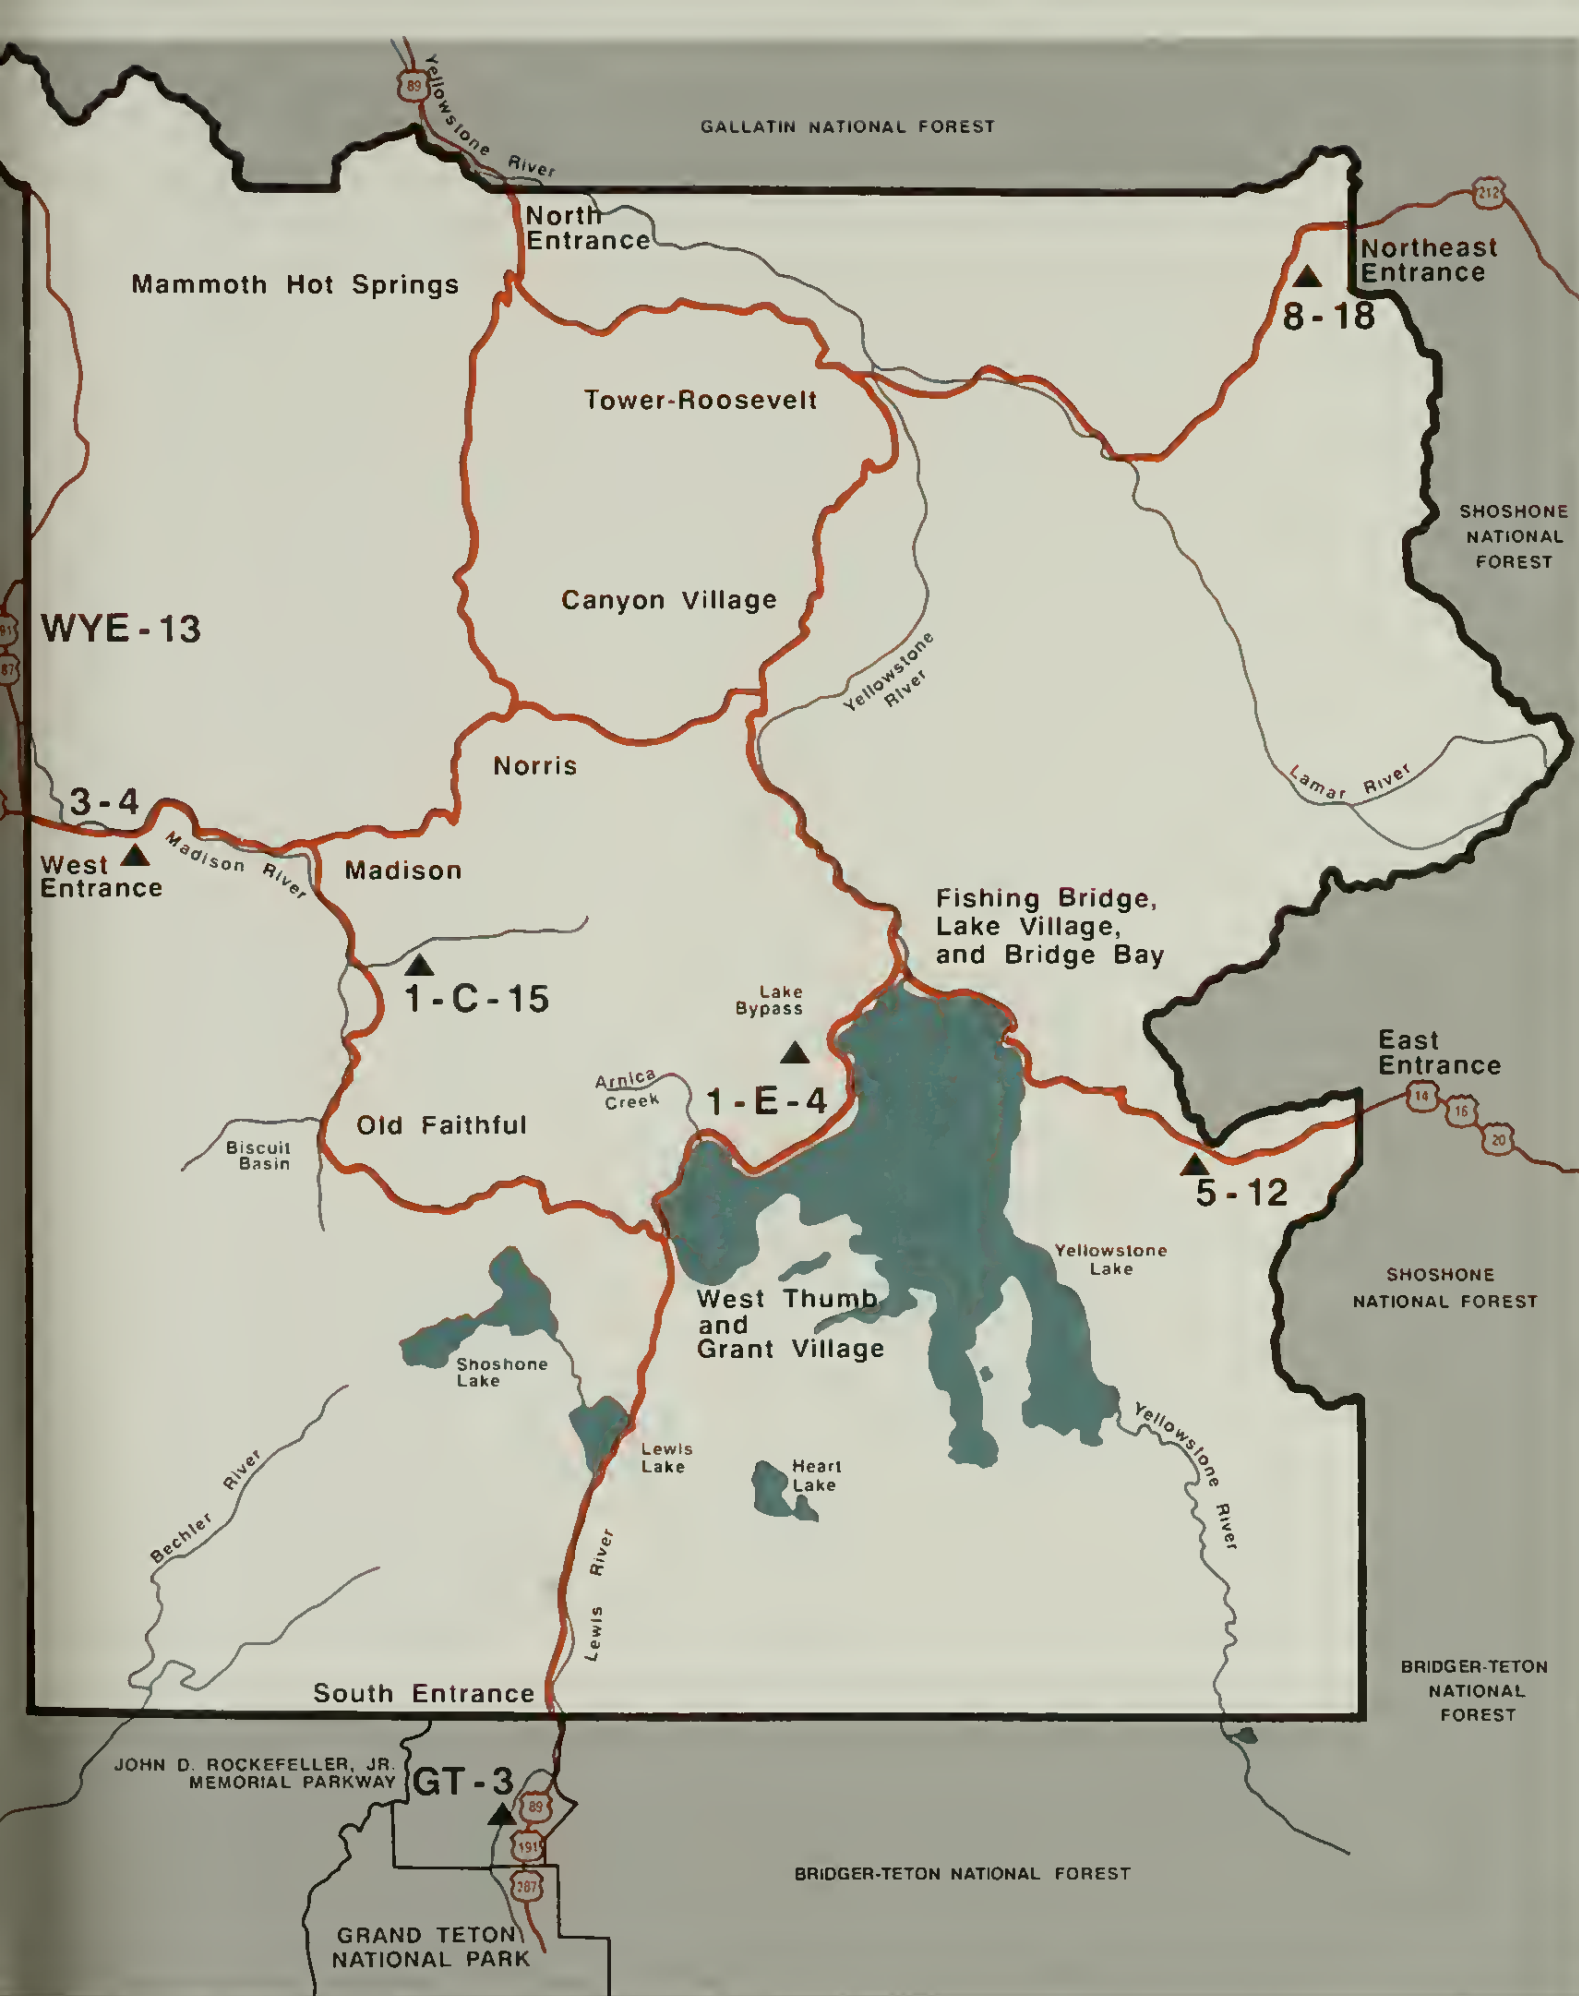 89
Yellowstone River
GALLATIN NATIONAL FOREST
212
North
Entrance
Northeast
Entrance
Mammoth Hot Springs
8-18
Tower-Roosevelt
SHOSHONE
NATIONAL
FOREST
Canyon Village
WYE-13
191
87
Yellowstone
River
Norris
Lamar River
3-4
Madison River
West
Entrance
Madison
Fishing Bridge,
Lake Village,
and Bridge Bay
1-C-15
Lake
Bypass
East
Entrance
Arnica
Creek
1-E-4
14
16
20
Old Faithful
Biscuit
Basin
5-12
Yellowstone
Lake
SHOSHONE
NATIONAL FOREST
West Thumb
and
Grant Village
Shoshone
Lake
Yellowstone River
Lewis
Lake
Heart
Lake
Bechler River
Lewis River
South Entrance
BRIDGER-TETON
NATIONAL
FOREST
JOHN D. ROCKEFELLER, JR.
MEMORIAL PARKWAY
GT-3
89
191
287
BRIDGER-TETON NATIONAL FOREST
GRAND TETON
NATIONAL PARK